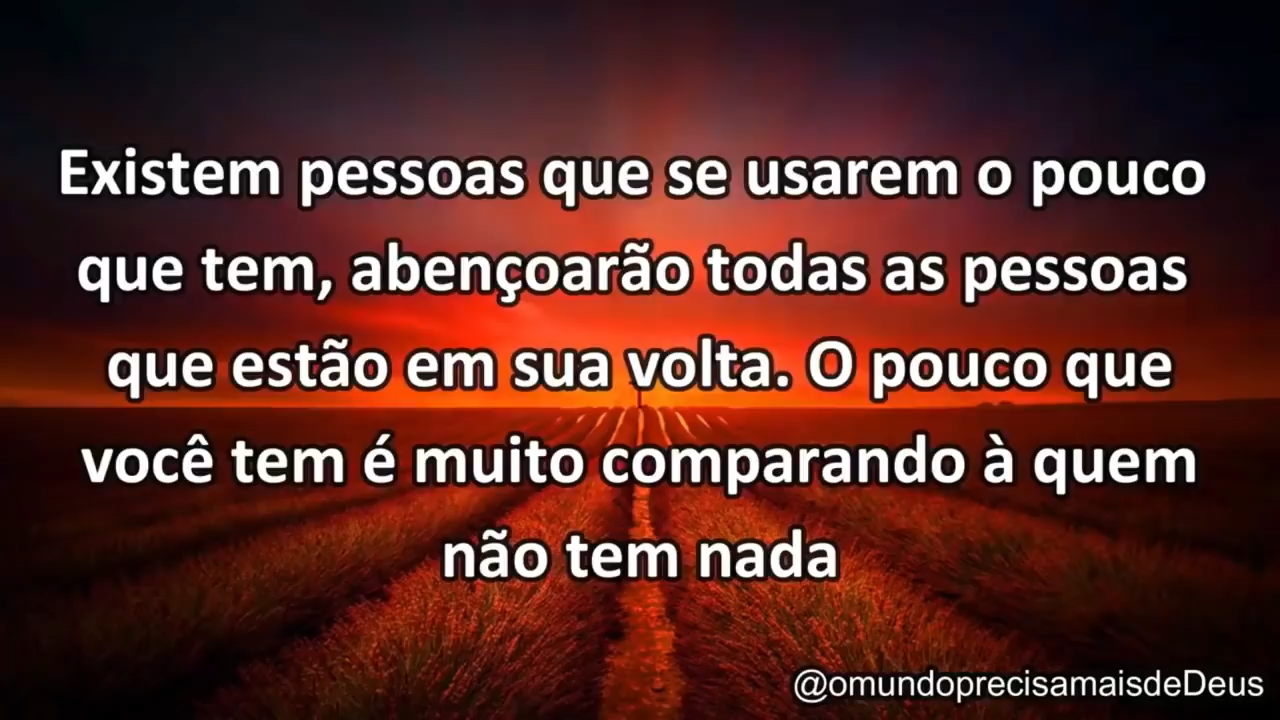 Existem pessoas que se usarem o pouco
que tem, abençoarão todas as pessoas
que estão em sua volta. O pouco que
você tem é muito comparando à quem
não tem nada
@omundoprecisamaisdeDeus